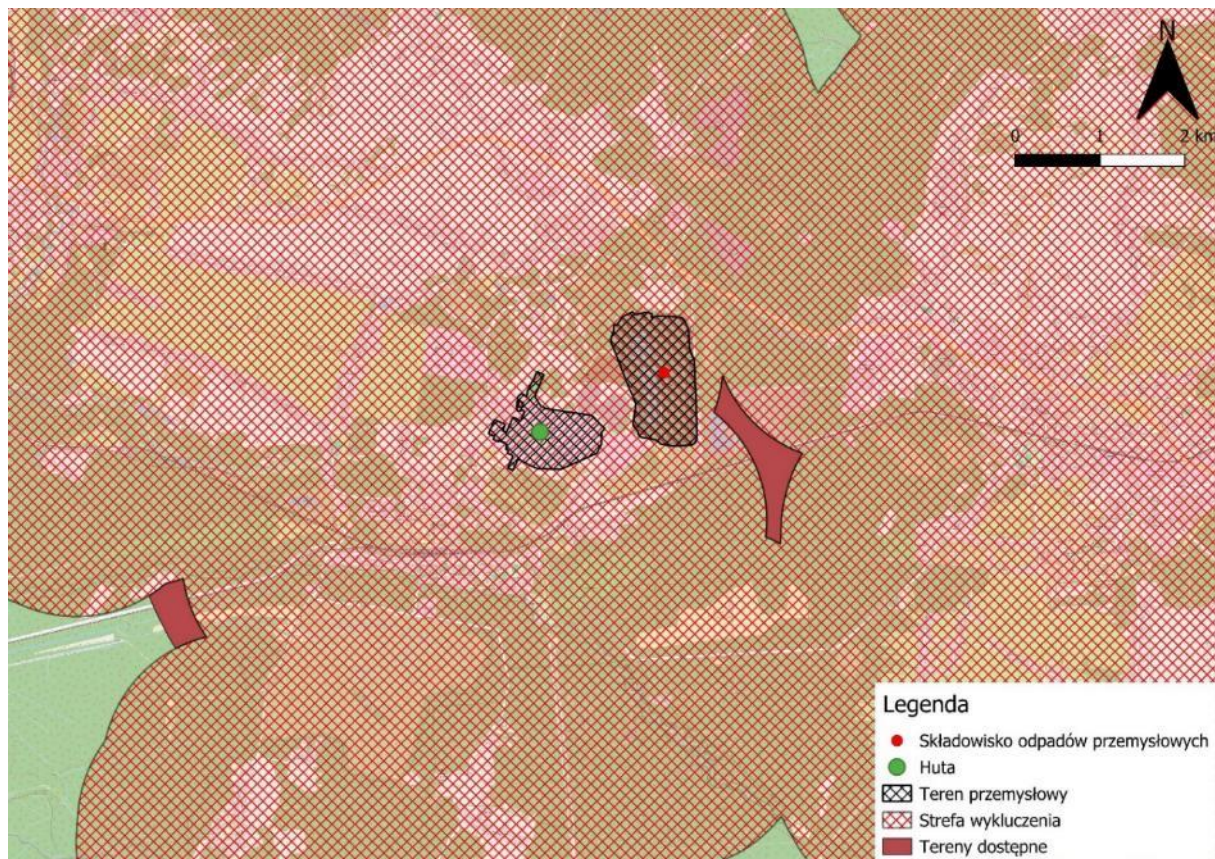 N
0 1 2 km
Legenda
Składowisko odpadów przemysłowych
Huta
Teren przemysłowy
Strefa wykluczenia
Tereny dostępne